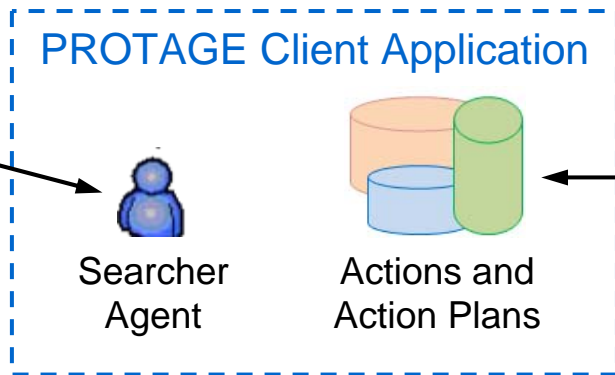 PROTAGE Client Application
Searcher
Agent
Actions and
Action Plans